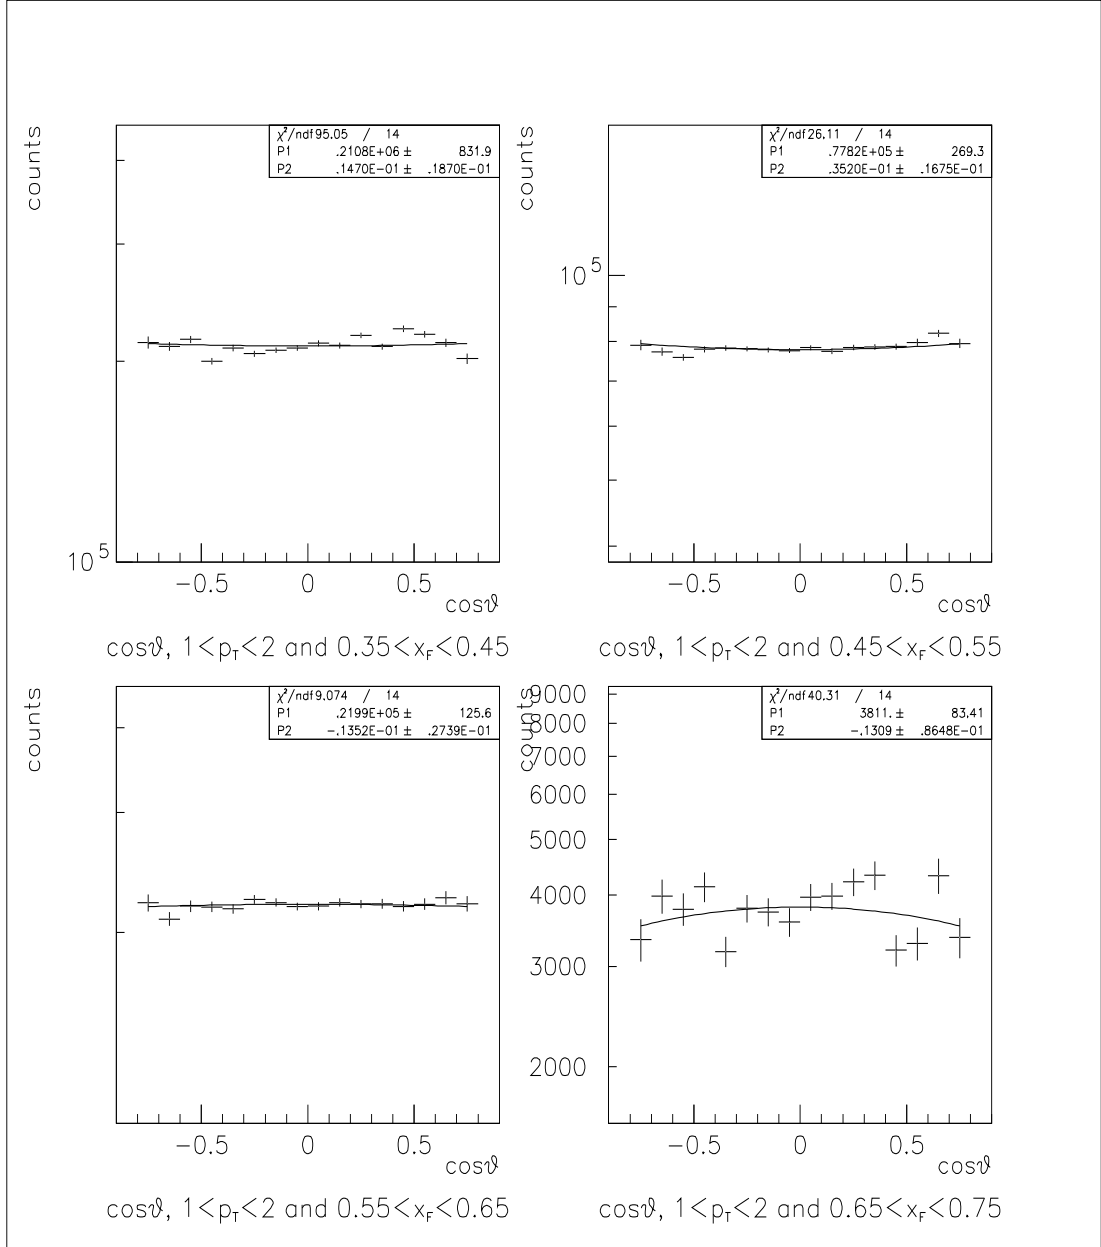 counts
χ²/ndf 95.05 / 14
P1 .2108E+06 ± 831.9
P2 .1470E-01 ± .1870E-01
10⁵
−0.5 0 0.5
cosϑ
cosϑ, 1<p_T<2 and 0.35<x_F<0.45
counts
χ²/ndf 26.11 / 14
P1 .7782E+05 ± 269.3
P2 .3520E-01 ± .1675E-01
10⁵
−0.5 0 0.5
cosϑ
cosϑ, 1<p_T<2 and 0.45<x_F<0.55
counts
χ²/ndf 9.074 / 14
P1 .2199E+05 ± 125.6
P2 -.1352E-01 ± .2739E-01
−0.5 0 0.5
cosϑ
cosϑ, 1<p_T<2 and 0.55<x_F<0.65
counts
χ²/ndf 40.31 / 14
P1 3811. ± 83.41
P2 -.1309 ± .8648E-01
9000
8000
7000
6000
5000
4000
3000
2000
−0.5 0 0.5
cosϑ
cosϑ, 1<p_T<2 and 0.65<x_F<0.75